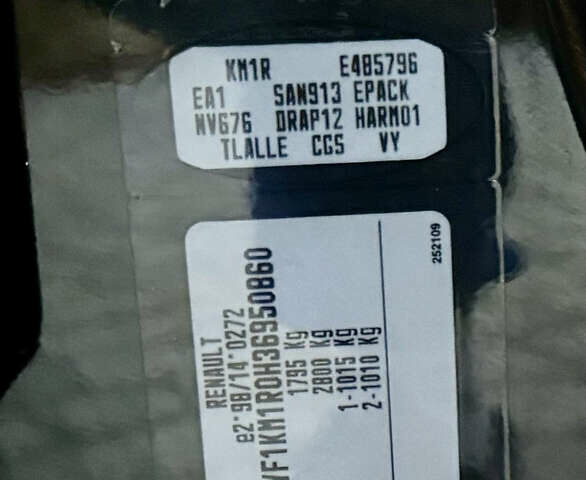 KM1R E485796
EA1 SAN913 EPACK
NV676 DRAP12 HARM01
TLALLE CGS VY
252109
RENAULT
e2*98/14*0272
VF1KM1R0H36950860
1795 Kg
2800 Kg
1-1015 Kg
2-1010 Kg